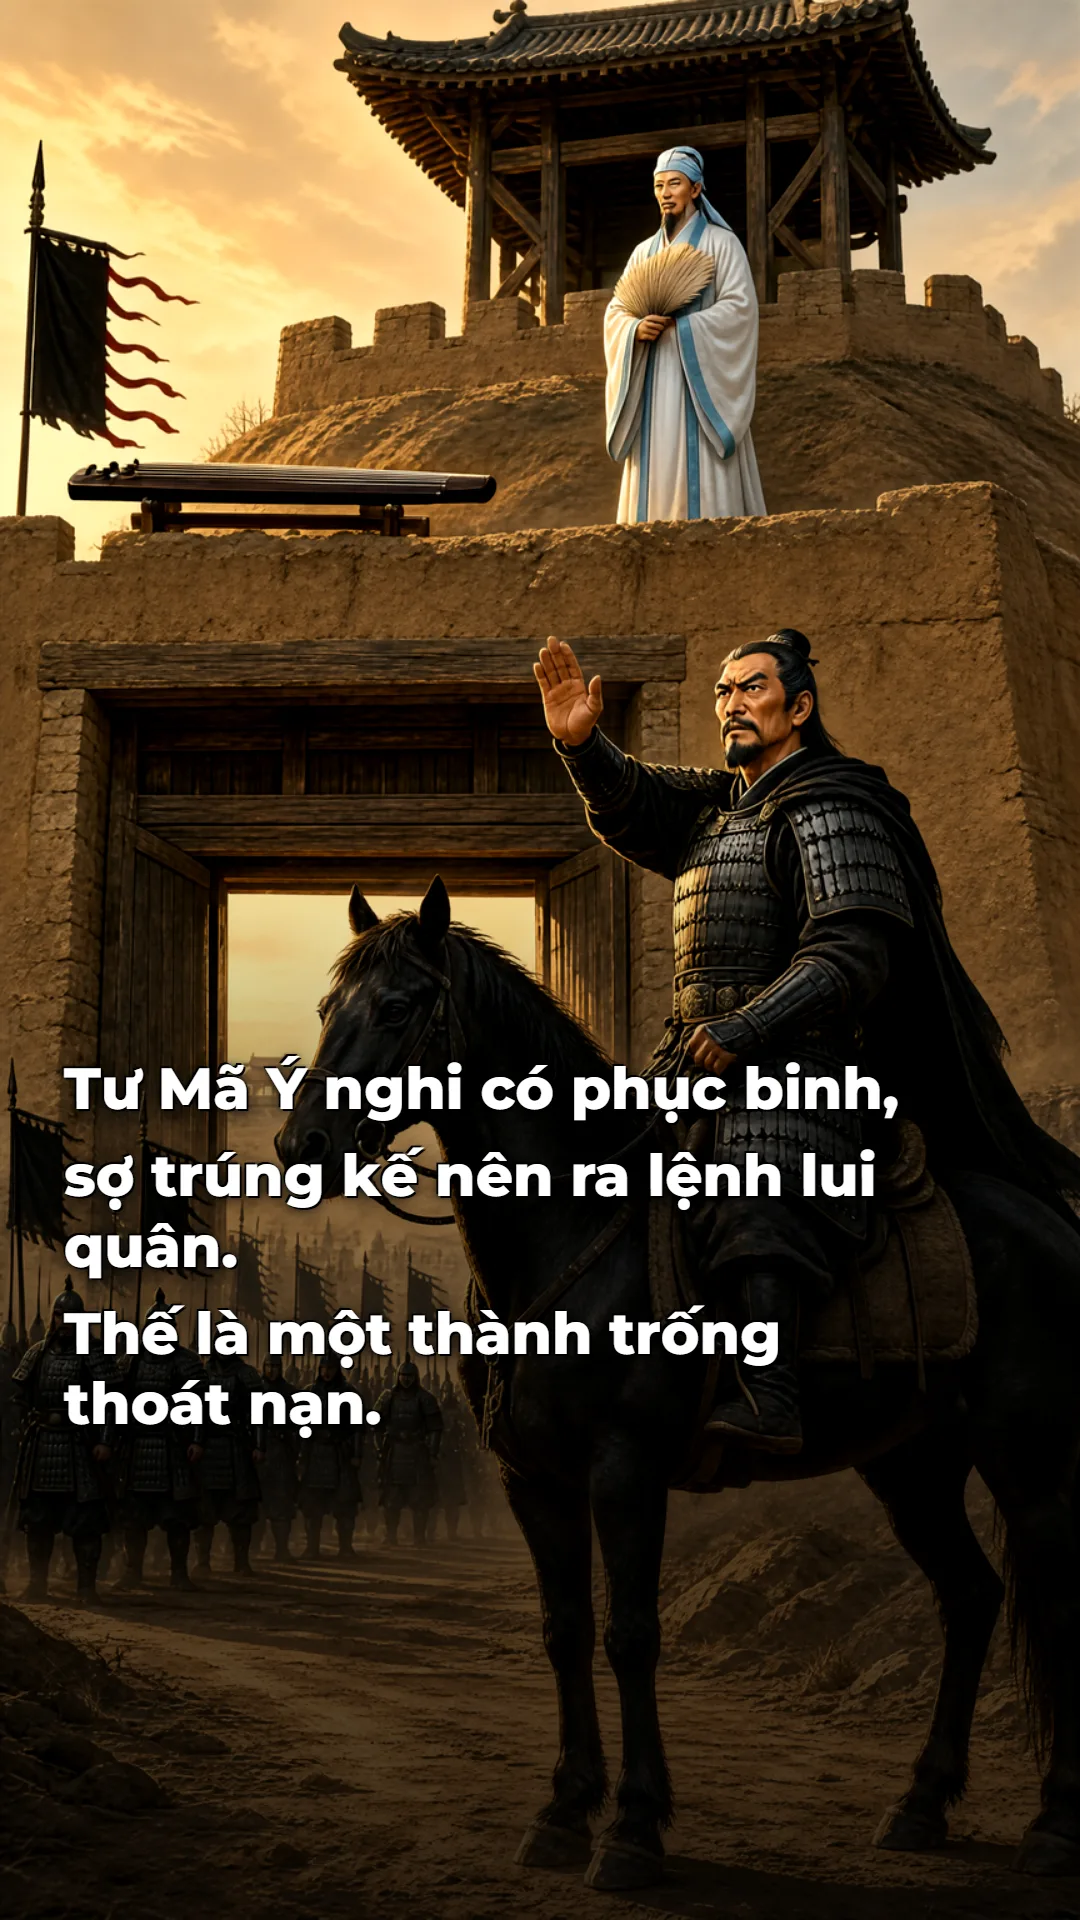 Tư Mã Ý nghi có phục binh,
sợ trúng kế nên ra lệnh lui
quân.
Thế là một thành trống
thoát nạn.